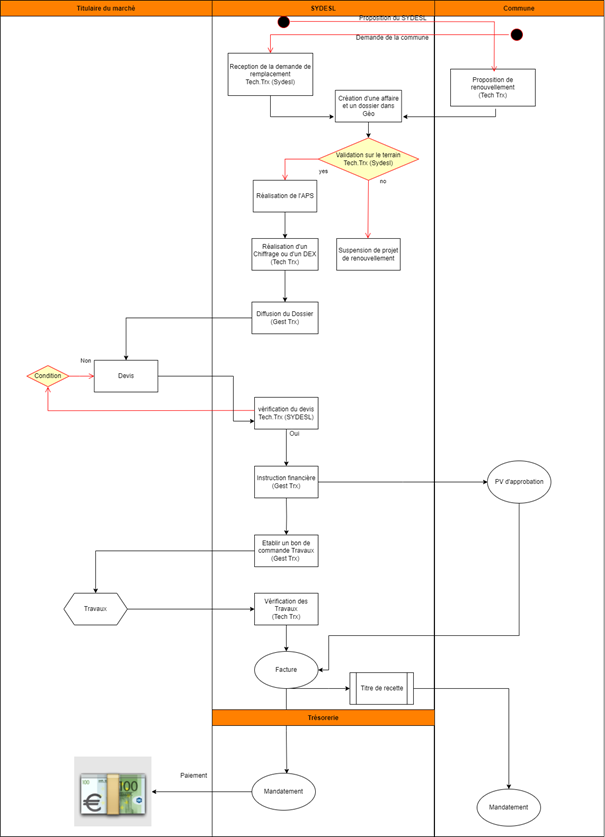 Titulaire du marché
SYDESL
Commune
Proposition du SYDESL
Demande de la commune
Reception de la demande de
remplacement
Tech.Trx (Sydesl)
Proposition de
renouvellement
(Tech Trx)
Création d'une affaire
et un dossier dans
Géo
Validation sur le terrain
Tech.Trx (Sydesl)
yes
no
Réalisation de l'APS
Réalisation d'un
Chiffrage ou d'un DEX
(Tech Trx)
Suspension de projet
de renouvellement
Diffusion du Dossier
(Gest Trx)
Non
Condition
Devis
vérification du devis
Tech.Trx (SYDESL)
Oui
Instruction financière
(Gest Trx)
PV d'approbation
Etablir un bon de
commande Travaux
(Gest Trx)
Travaux
Vérification des
Travaux
(Tech Trx)
Facture
Titre de recette
Trésorerie
Paiement
Mandatement
Mandatement
100